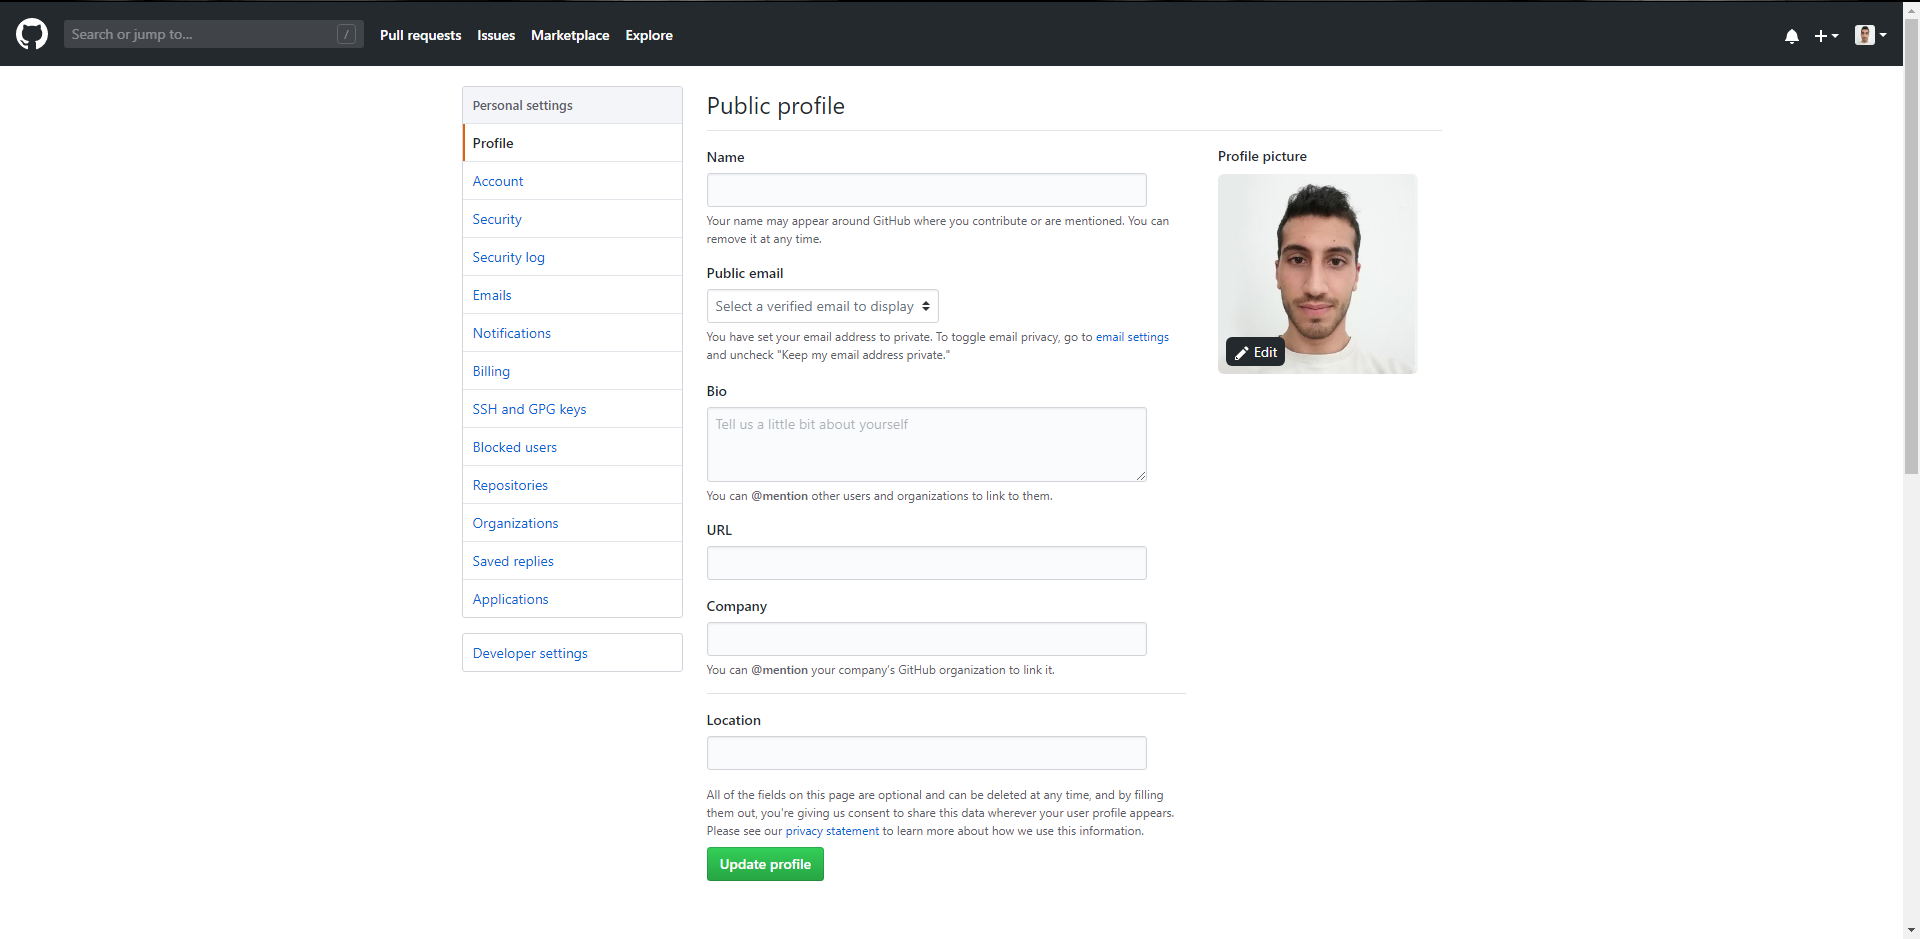 Search or jump to...
/
Pull requests
Issues
Marketplace
Explore
Personal settings
Profile
Account
Security
Security log
Emails
Notifications
Billing
SSH and GPG keys
Blocked users
Repositories
Organizations
Saved replies
Applications
Developer settings
Public profile
Name
Your name may appear around GitHub where you contribute or are mentioned. You can
remove it at any time.
Public email
Select a verified email to display
You have set your email address to private. To toggle email privacy, go to email settings
and uncheck "Keep my email address private."
Bio
Tell us a little bit about yourself
You can @mention other users and organizations to link to them.
URL
Company
You can @mention your company's GitHub organization to link it.
Location
All of the fields on this page are optional and can be deleted at any time, and by filling
them out, you're giving us consent to share this data wherever your user profile appears.
Please see our privacy statement to learn more about how we use this information.
Update profile
Profile picture
Edit